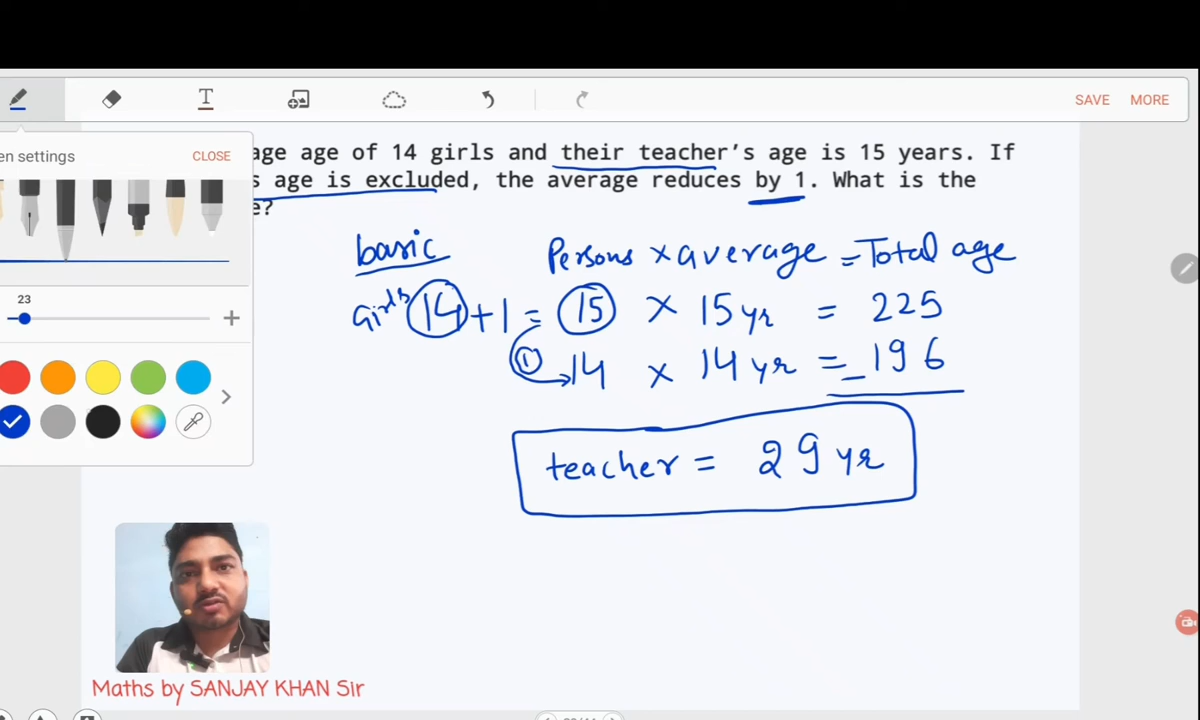 T SAVE MORE
en settings CLOSE
age age of 14 girls and their teacher's age is 15 years. If
s age is excluded, the average reduces by 1. What is the
e?
23
basic Persons × average = Total age
girls 14 + 1 = 15 × 15 yr = 225
1 14 × 14 yr = - 196
teacher = 29 yr
Maths by SANJAY KHAN Sir